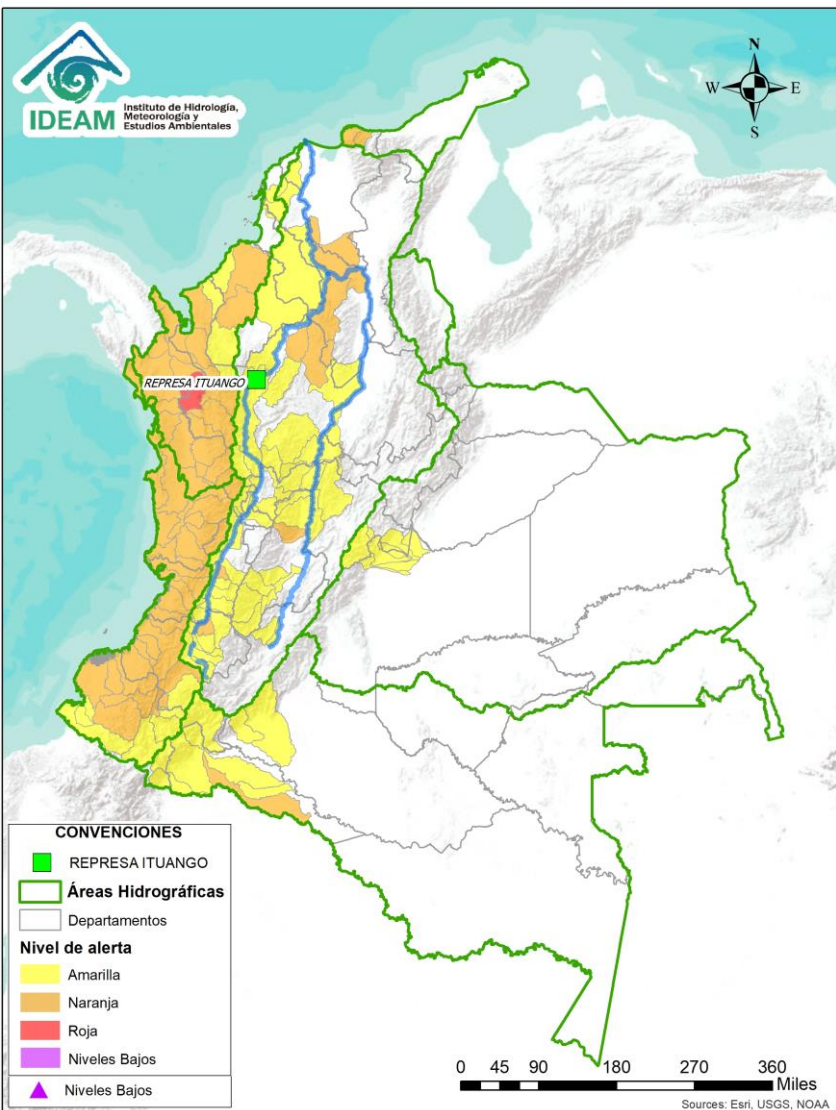 IDEAM
Instituto de Hidrología,
Meteorología y
Estudios Ambientales
N
W
E
S
REPRESA ITUANGO
CONVENCIONES
REPRESA ITUANGO
Áreas Hidrográficas
Departamentos
Nivel de alerta
Amarilla
Naranja
Roja
Niveles Bajos
Niveles Bajos
0 45 90 180 270 360
Miles
Sources: Esri, USGS, NOAA